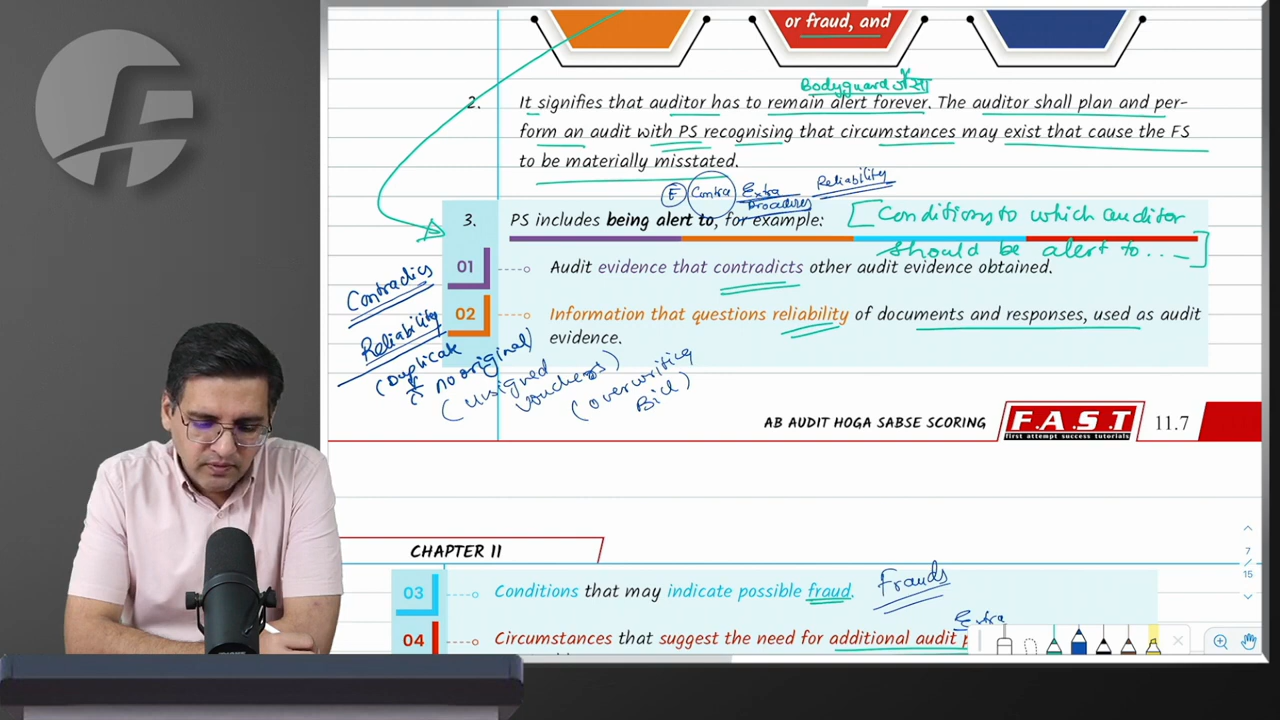 or fraud, and
Bodyguard जैसा
2. It signifies that auditor has to remain alert forever. The auditor shall plan and per-
form an audit with PS recognising that circumstances may exist that cause the FS
to be materially misstated.
F Contra Extra Procedures Reliability
3. PS includes being alert to, for example: [Conditions to which auditor
should be alert to...]
01 Audit evidence that contradicts other audit evidence obtained.
Contradics
02 Information that questions reliability of documents and responses, used as audit
evidence.
Reliability
(Duplicate & no original)
(unsigned vouchers)
(overwriting Bill)
AB AUDIT HOGA SABSE SCORING F.A.S.T 11.7
first attempt success tutorials
CHAPTER 11
7
/
15
03 Conditions that may indicate possible fraud. Frauds
Extra
04 Circumstances that suggest the need for additional audit p